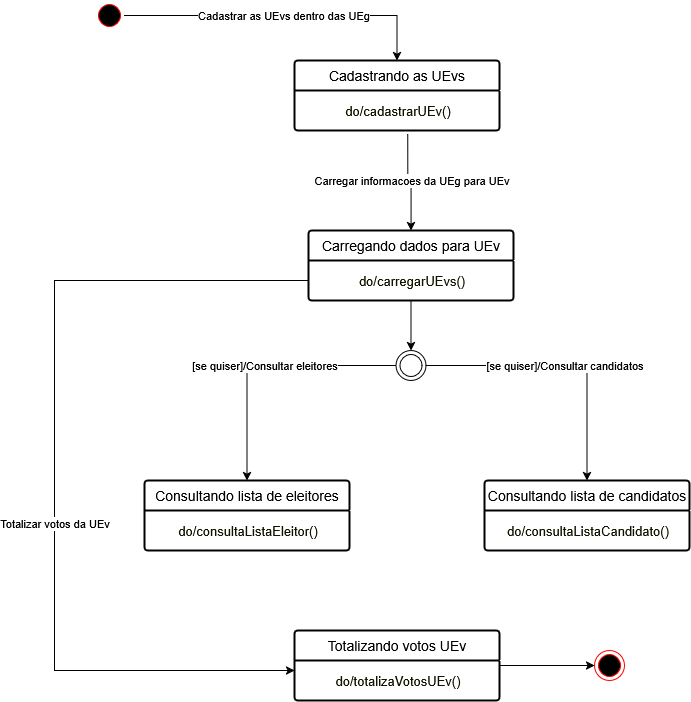 Cadastrar as UEvs dentro das UEg
Cadastrando as UEvs
do/cadastrarUEv()
Carregar informacoes da UEg para UEv
Carregando dados para UEv
do/carregarUEvs()
[se quiser]/Consultar eleitores
[se quiser]/Consultar candidatos
Consultando lista de eleitores
do/consultaListaEleitor()
Consultando lista de candidatos
do/consultaListaCandidato()
Totalizar votos da UEv
Totalizando votos UEv
do/totalizaVotosUEv()